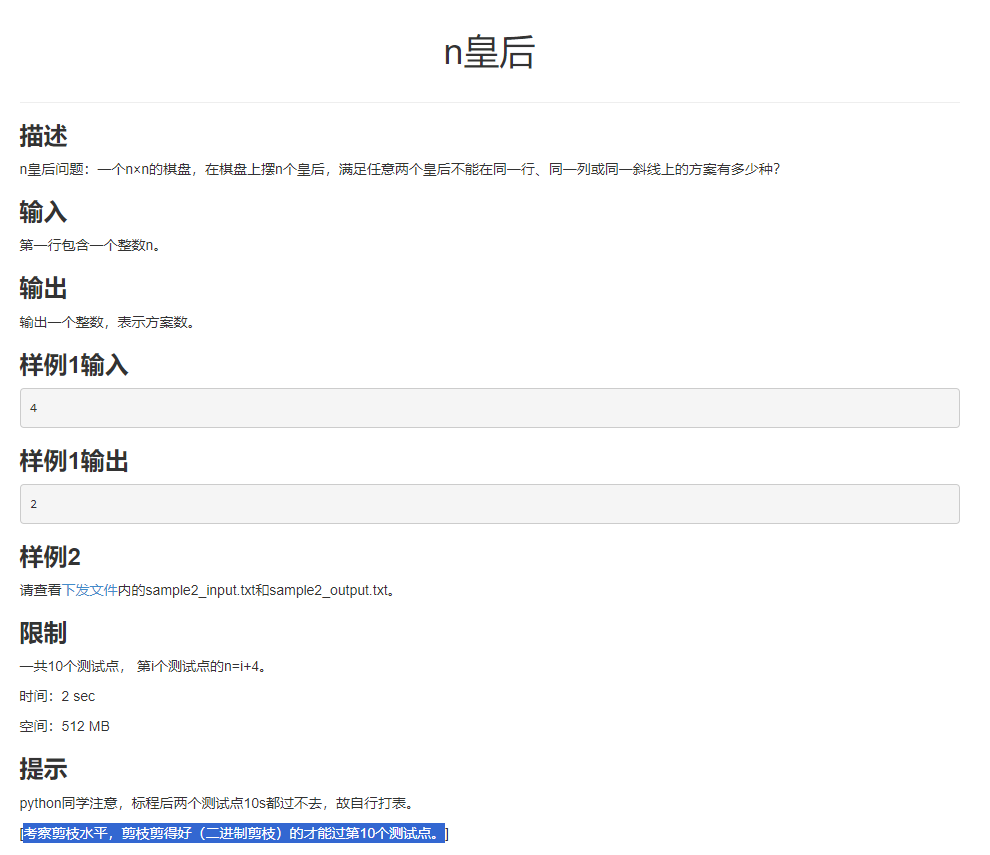 n皇后
描述
n皇后问题：一个n×n的棋盘，在棋盘上摆n个皇后，满足任意两个皇后不能在同一行、同一列或同一斜线上的方案有多少种？
输入
第一行包含一个整数n。
输出
输出一个整数，表示方案数。
样例1输入
4
样例1输出
2
样例2
请查看下发文件内的sample2_input.txt和sample2_output.txt。
限制
一共10个测试点， 第i个测试点的n=i+4。
时间：2 sec
空间：512 MB
提示
python同学注意，标程后两个测试点10s都过不去，故自行打表。
[考察剪枝水平，剪枝剪得好（二进制剪枝）的才能过第10个测试点。]